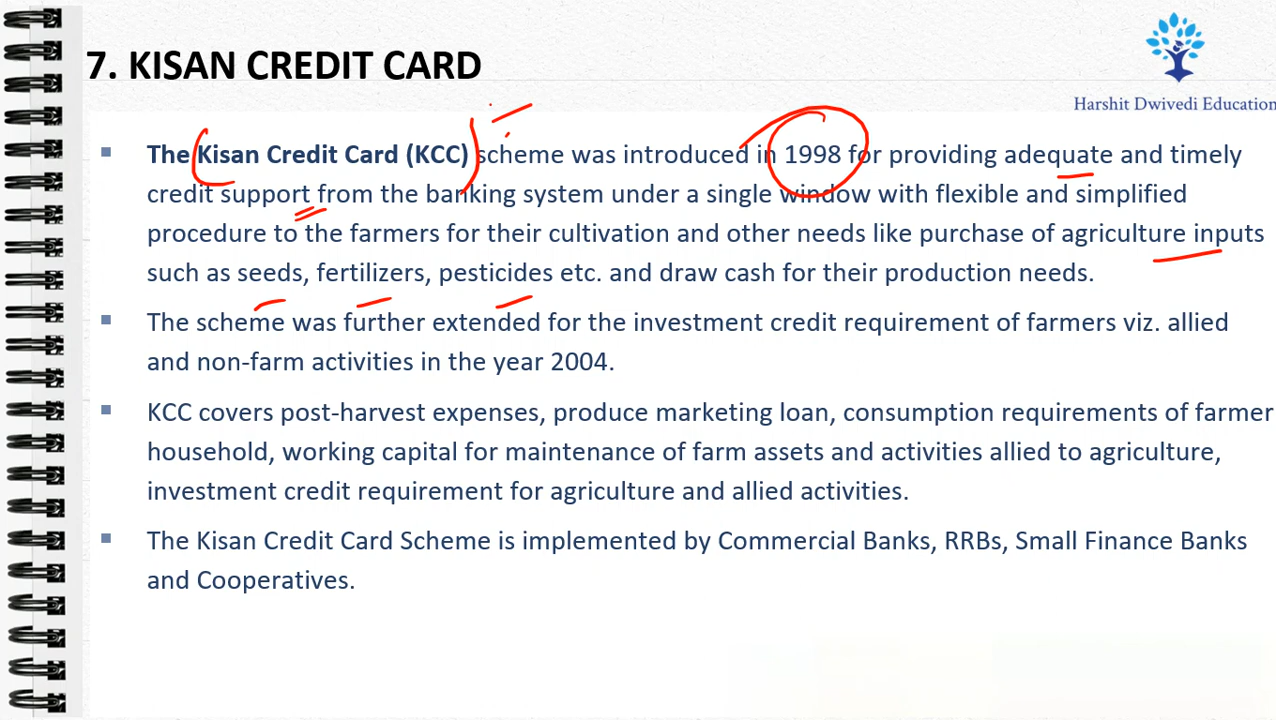 7. KISAN CREDIT CARD
Harshit Dwivedi Education
▪ The Kisan Credit Card (KCC) scheme was introduced in 1998 for providing adequate and timely
credit support from the banking system under a single window with flexible and simplified
procedure to the farmers for their cultivation and other needs like purchase of agriculture inputs
such as seeds, fertilizers, pesticides etc. and draw cash for their production needs.
▪ The scheme was further extended for the investment credit requirement of farmers viz. allied
and non-farm activities in the year 2004.
▪ KCC covers post-harvest expenses, produce marketing loan, consumption requirements of farmer
household, working capital for maintenance of farm assets and activities allied to agriculture,
investment credit requirement for agriculture and allied activities.
▪ The Kisan Credit Card Scheme is implemented by Commercial Banks, RRBs, Small Finance Banks
and Cooperatives.